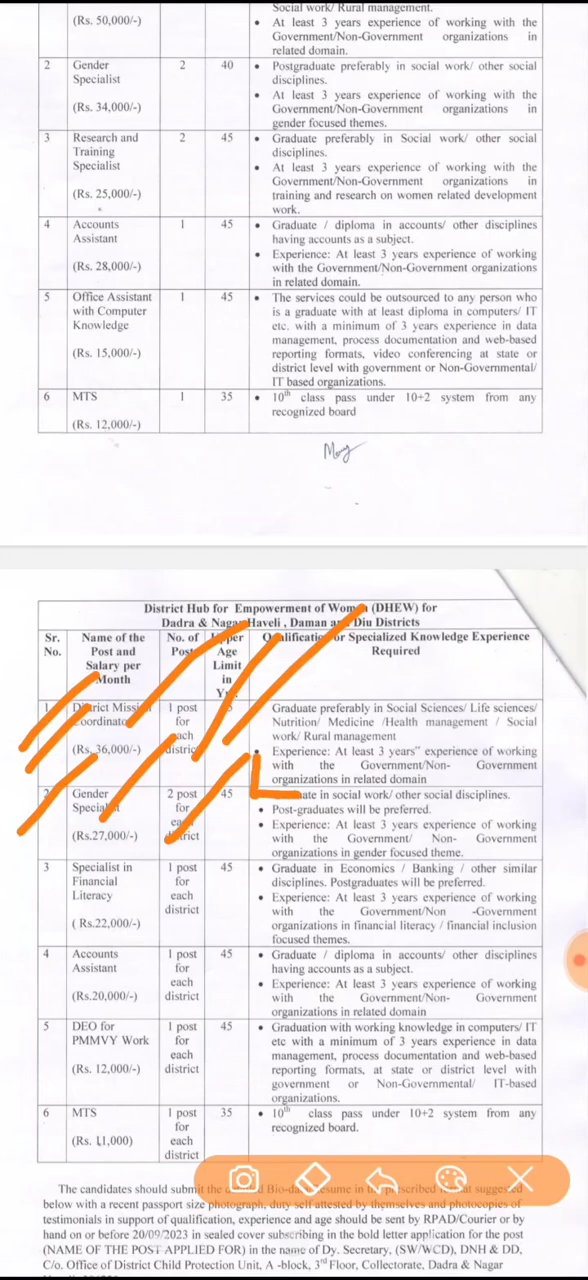 (Rs. 50,000/-)
Social work/ Rural management.
• At least 3 years experience of working with the
Government/Non-Government organizations in
related domain.
2
Gender
Specialist
(Rs. 34,000/-)
2
40
• Postgraduate preferably in social work/ other social
disciplines.
• At least 3 years experience of working with the
Government/Non-Government organizations in
gender focused themes.
3
Research and
Training
Specialist
(Rs. 25,000/-)
2
45
• Graduate preferably in Social work/ other social
disciplines.
• At least 3 years experience of working with the
Government/Non-Government organizations in
training and research on women related development
work.
4
Accounts
Assistant
(Rs. 28,000/-)
1
45
• Graduate / diploma in accounts/ other disciplines
having accounts as a subject.
• Experience: At least 3 years experience of working
with the Government/Non-Government organizations
in related domain.
5
Office Assistant
with Computer
Knowledge
(Rs. 15,000/-)
1
45
• The services could be outsourced to any person who
is a graduate with at least diploma in computers/ IT
etc. with a minimum of 3 years experience in data
management, process documentation and web-based
reporting formats, video conferencing at state or
district level with government or Non-Governmental/
IT based organizations.
6
MTS
(Rs. 12,000/-)
1
35
• 10th class pass under 10+2 system from any
recognized board
District Hub for Empowerment of Women (DHEW) for
Dadra & Nagar Haveli , Daman and Diu Districts
Sr.
No.
Name of the
Post and
Salary per
Month
No. of
Post
Upper
Age
Limit
in
Qualification or Specialized Knowledge Experience
Required
1
District Mission
Coordinator
(Rs. 36,000/-)
1 post
for
each
district
Graduate preferably in Social Sciences/ Life sciences/
Nutrition/ Medicine /Health management / Social
work/ Rural management
• Experience: At least 3 years" experience of working
with the Government/Non- Government
organizations in related domain
2
Gender
Specialist
(Rs.27,000/-)
2 post
for
each
district
45
Graduate in social work/ other social disciplines.
• Post-graduates will be preferred.
• Experience: At least 3 years experience of working
with the Government/ Non- Government
organizations in gender focused theme.
3
Specialist in
Financial
Literacy
( Rs.22,000/-)
1 post
for
each
district
45
• Graduate in Economics / Banking / other similar
disciplines. Postgraduates will be preferred.
• Experience: At least 3 years experience of working
with the Government/Non -Government
organizations in financial literacy / financial inclusion
focused themes.
4
Accounts
Assistant
(Rs.20,000/-)
1 post
for
each
district
45
• Graduate / diploma in accounts/ other disciplines
having accounts as a subject.
• Experience: At least 3 years experience of working
with the Government/Non- Government
organizations in related domain
5
DEO for
PMMVY Work
(Rs. 12,000/-)
1 post
for
each
district
45
• Graduation with working knowledge in computers/ IT
etc with a minimum of 3 years experience in data
management, process documentation and web-based
reporting formats, at state or district level with
government or Non-Governmental/ IT-based
organizations.
6
MTS
(Rs. 11,000)
1 post
for
each
district
35
• 10th class pass under 10+2 system from any
recognized board.
The candidates should submit the Bio-data/Resume in the prescribed format suggested
below with a recent passport size photograph, duty self attested by themselves and photocopies of
testimonials in support of qualification, experience and age should be sent by RPAD/Courier or by
hand on or before 20/09/2023 in sealed cover subscribing in the bold letter application for the post
(NAME OF THE POST APPLIED FOR) in the name of Dy. Secretary, (SW/WCD), DNH & DD,
C/o. Office of District Child Protection Unit, A -block, 3rd Floor, Collectorate, Dadra & Nagar